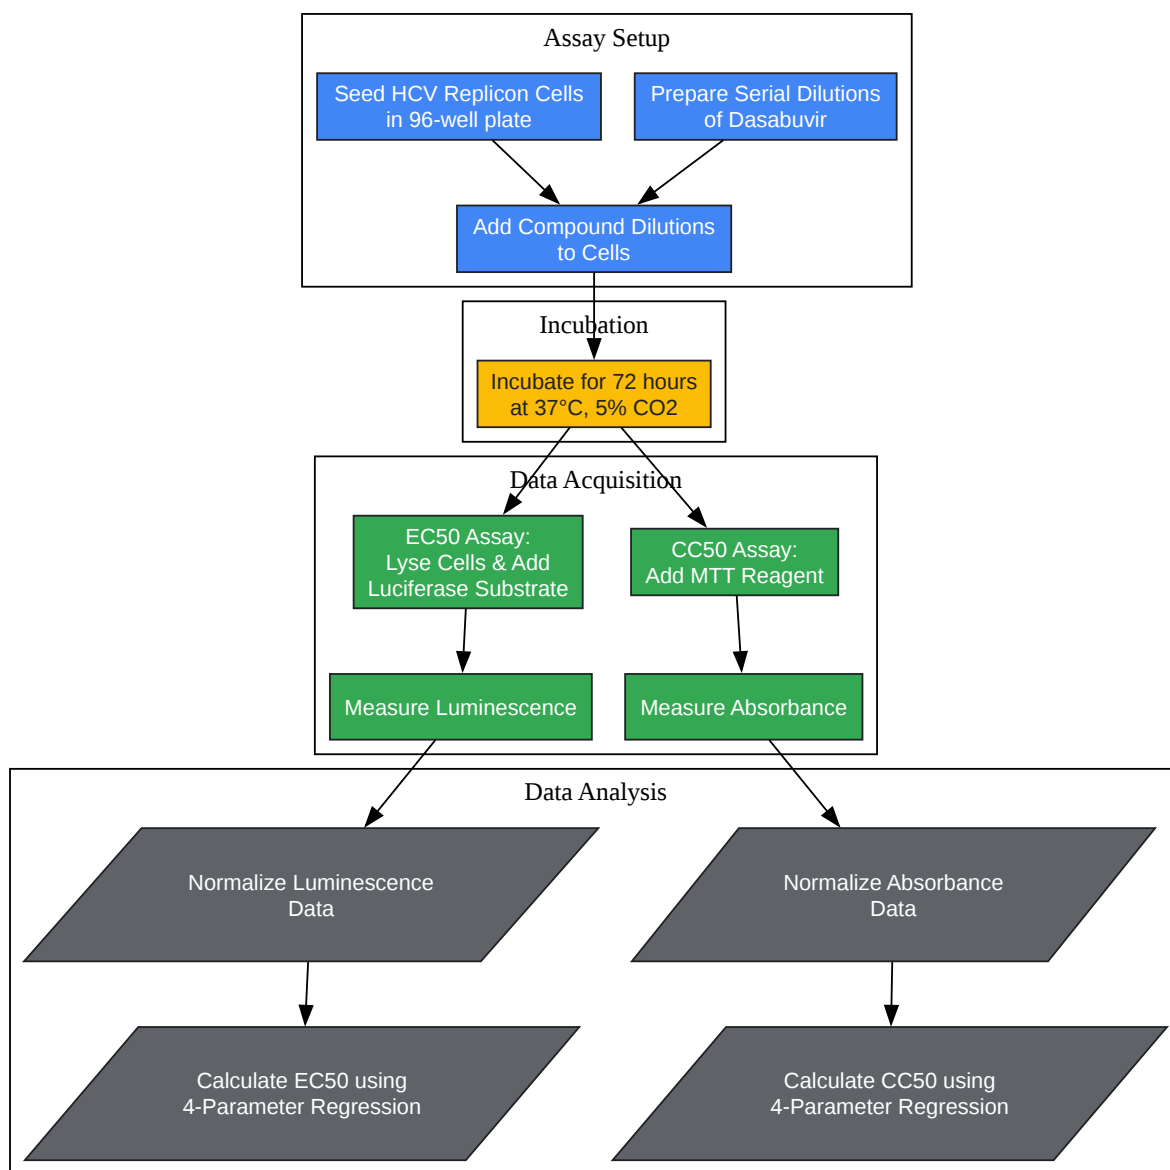 Assay Setup
Seed HCV Replicon Cells
in 96-well plate
Prepare Serial Dilutions
of Dasabuvir
Add Compound Dilutions
to Cells
Incubation
Incubate for 72 hours
at 37°C, 5% CO2
Data Acquisition
EC50 Assay:
Lyse Cells & Add
Luciferase Substrate
CC50 Assay:
Add MTT Reagent
Measure Luminescence
Measure Absorbance
Data Analysis
Normalize Luminescence
Data
Normalize Absorbance
Data
Calculate EC50 using
4-Parameter Regression
Calculate CC50 using
4-Parameter Regression